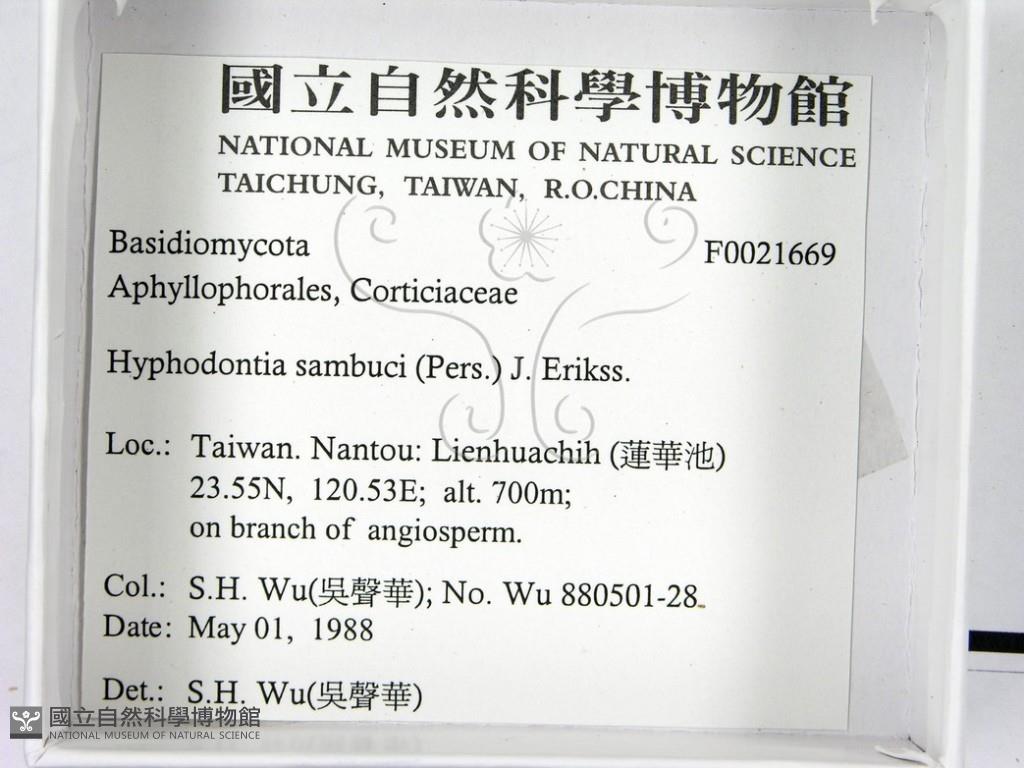 國立自然科學博物館
NATIONAL MUSEUM OF NATURAL SCIENCE
TAICHUNG, TAIWAN, R.O.CHINA
Basidiomycota F0021669
Aphyllophorales, Corticiaceae
Hyphodontia sambuci (Pers.) J. Erikss.
Loc.: Taiwan. Nantou: Lienhuachih (蓮華池)
23.55N, 120.53E; alt. 700m;
on branch of angiosperm.
Col.: S.H. Wu(吳聲華); No. Wu 880501-28
Date: May 01, 1988
Det.: S.H. Wu(吳聲華)
國立自然科學博物館
NATIONAL MUSEUM OF NATURAL SCIENCE